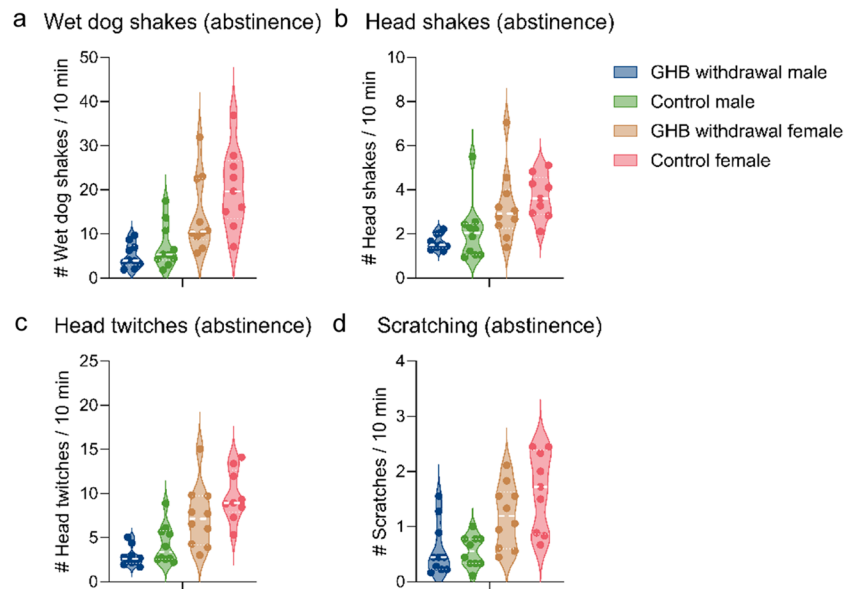 a Wet dog shakes (abstinence)
b Head shakes (abstinence)
# Wet dog shakes / 10 min
50
40
30
20
10
0
# Head shakes / 10 min
10
8
6
4
2
0
GHB withdrawal male
Control male
GHB withdrawal female
Control female
c Head twitches (abstinence)
d Scratching (abstinence)
# Head twitches / 10 min
25
20
15
10
5
0
# Scratches / 10 min
4
3
2
1
0